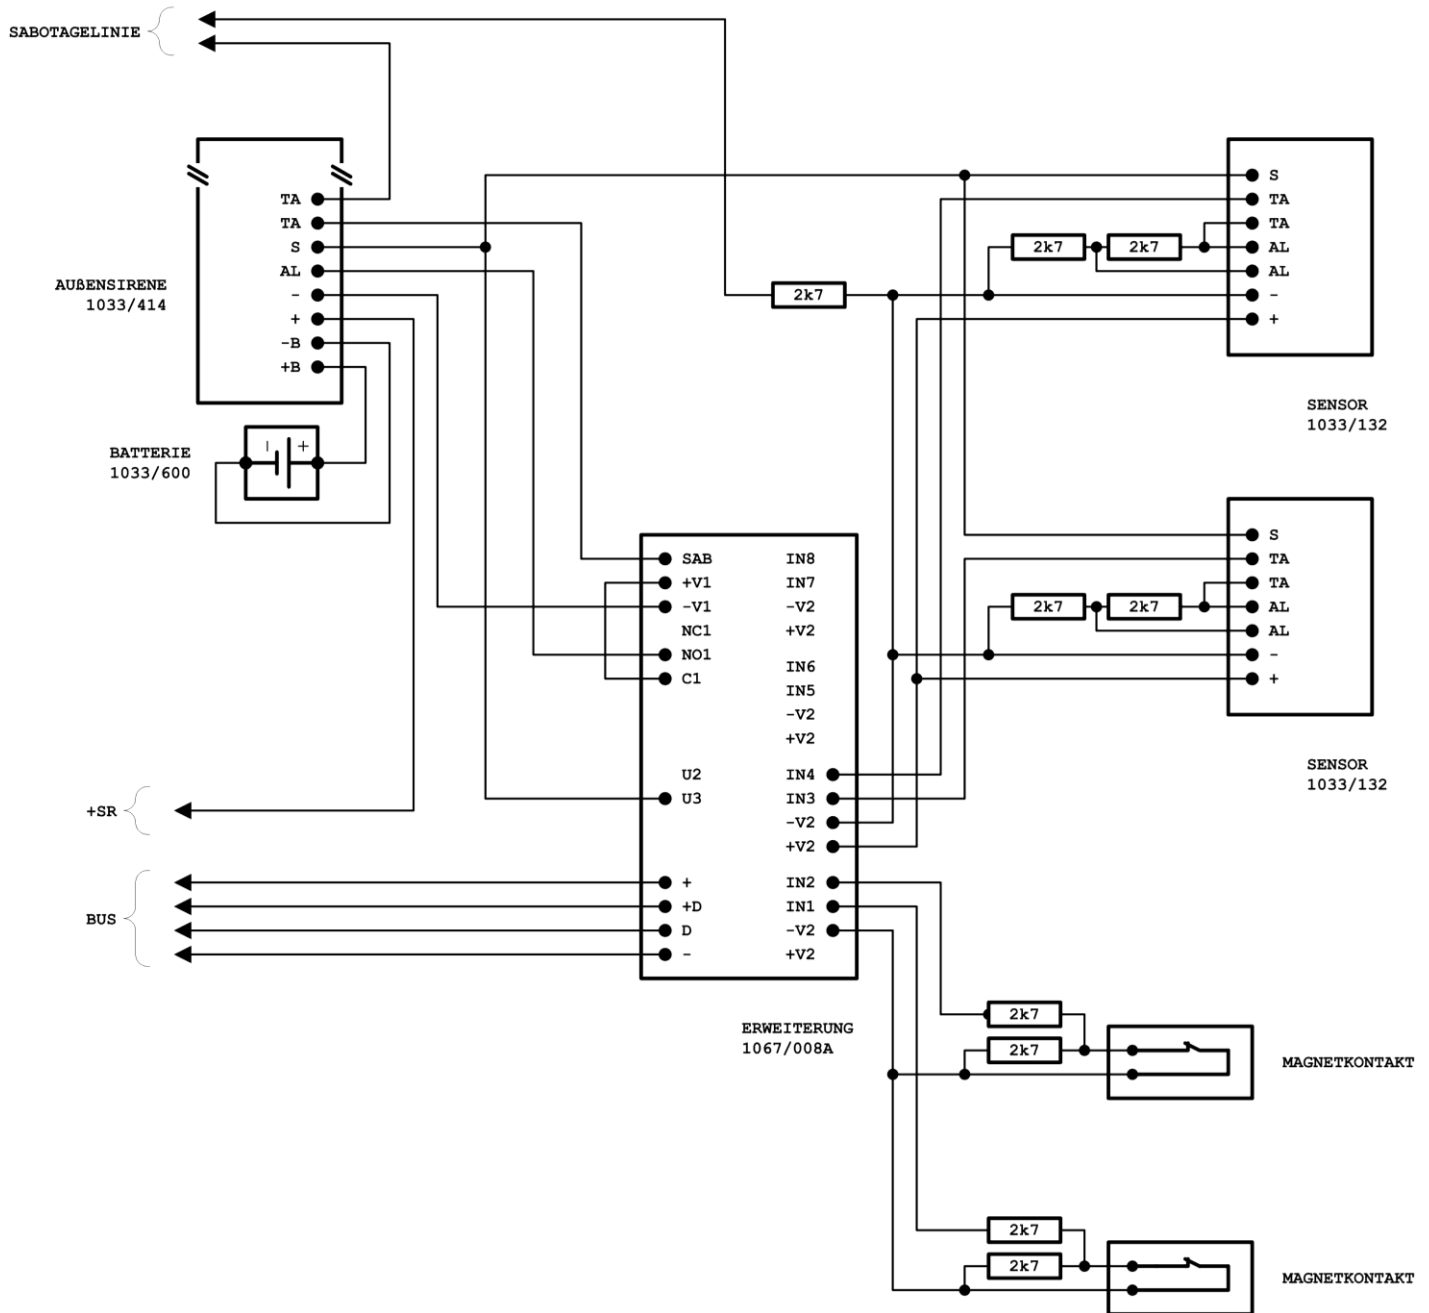 SABOTAGELINIE
TA
TA
S
AL
-
+
-B
+B
AUßENSIRENE
1033/414
BATTERIE
1033/600
- +
2k7
S
TA
TA
AL
AL
-
+
2k7 2k7
SENSOR
1033/132
S
TA
TA
AL
AL
-
+
2k7 2k7
SENSOR
1033/132
SAB
+V1
-V1
NC1
NO1
C1
U2
U3
+
+D
D
-
IN8
IN7
-V2
+V2
IN6
IN5
-V2
+V2
IN4
IN3
-V2
+V2
IN2
IN1
-V2
+V2
ERWEITERUNG
1067/008A
+SR
BUS
2k7
2k7
MAGNETKONTAKT
2k7
2k7
MAGNETKONTAKT